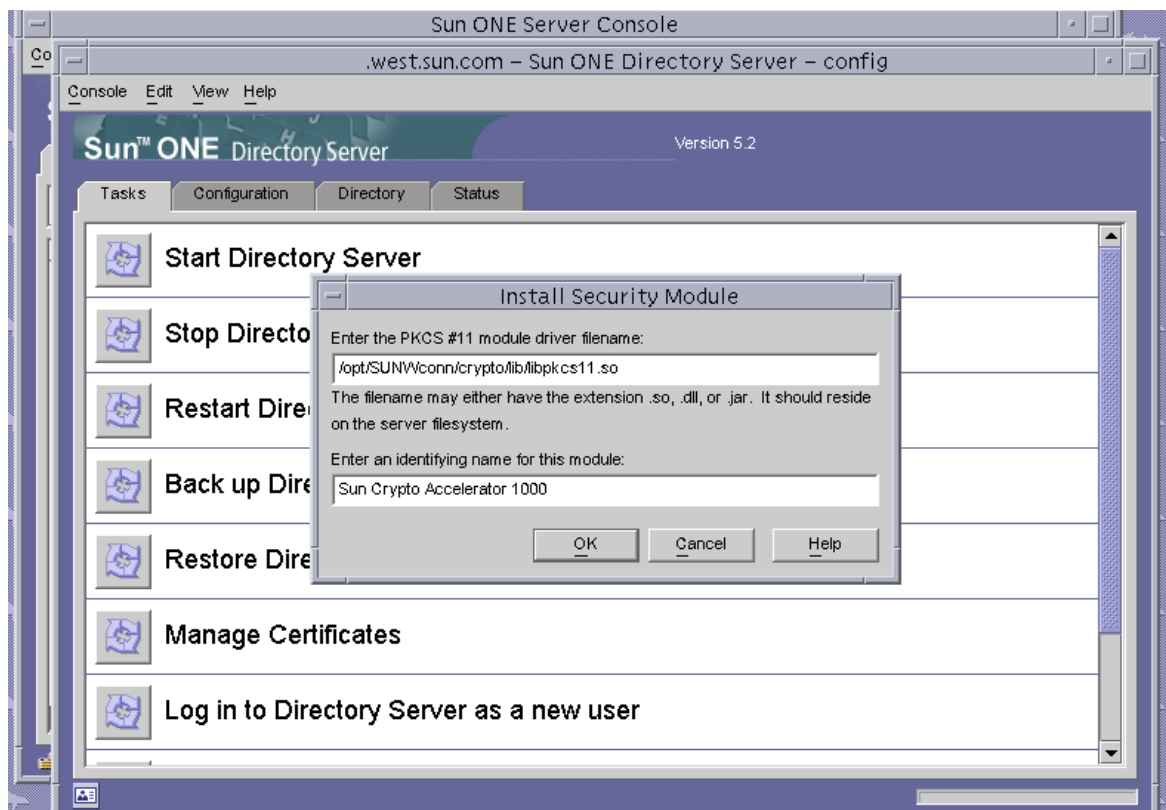 Sun ONE Server Console
Co
.west.sun.com – Sun ONE Directory Server – config
Console Edit View Help
Sun™ ONE Directory Server
Version 5.2
Tasks Configuration Directory Status
Start Directory Server
Install Security Module
Stop Directo
Enter the PKCS #11 module driver filename:
/opt/SUNWconn/crypto/lib/libpkcs11.so
Restart Dire
The filename may either have the extension .so, .dll, or .jar. It should reside
on the server filesystem.
Enter an identifying name for this module:
Back up Dire
Sun Crypto Accelerator 1000
OK Cancel Help
Restore Dire
Manage Certificates
Log in to Directory Server as a new user